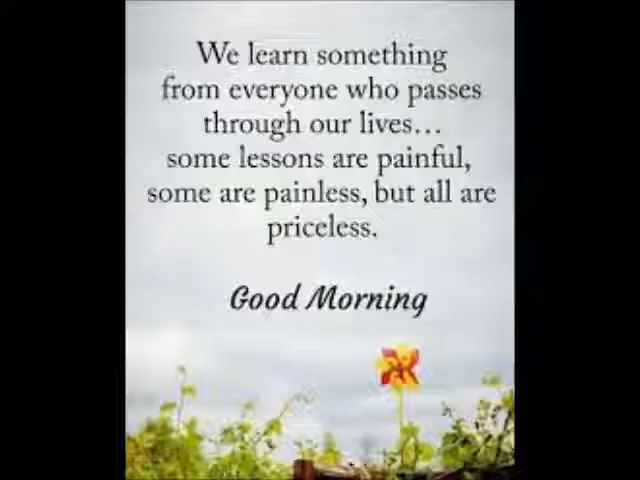 We learn something
from everyone who passes
through our lives...
some lessons are painful,
some are painless, but all are
priceless.
Good Morning